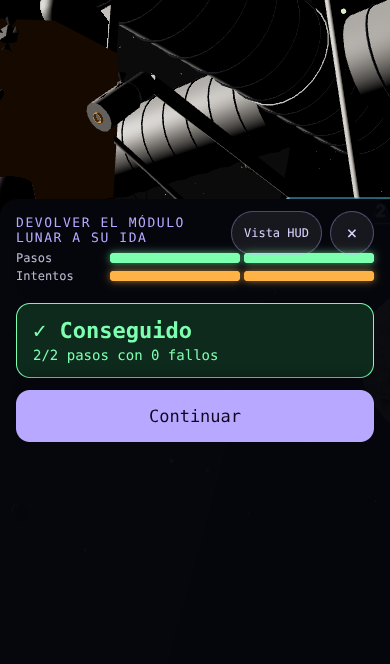 DEVOLVER EL MÓDULO
LUNAR A SU IDA
Vista HUD
×
Pasos
Intentos
✓ Conseguido
2/2 pasos con 0 fallos
Continuar